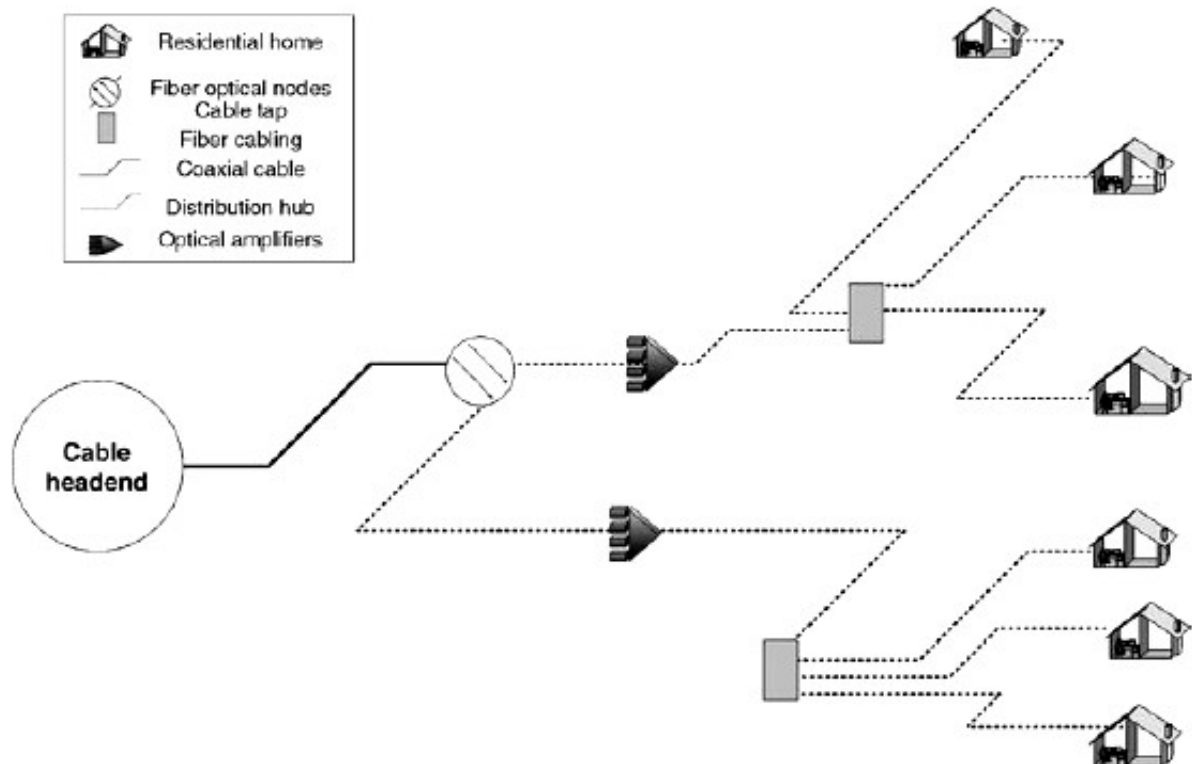 Residential home
Fiber optical nodes
Cable tap
Fiber cabling
Coaxial cable
Distribution hub
Optical amplifiers
Cable
headend